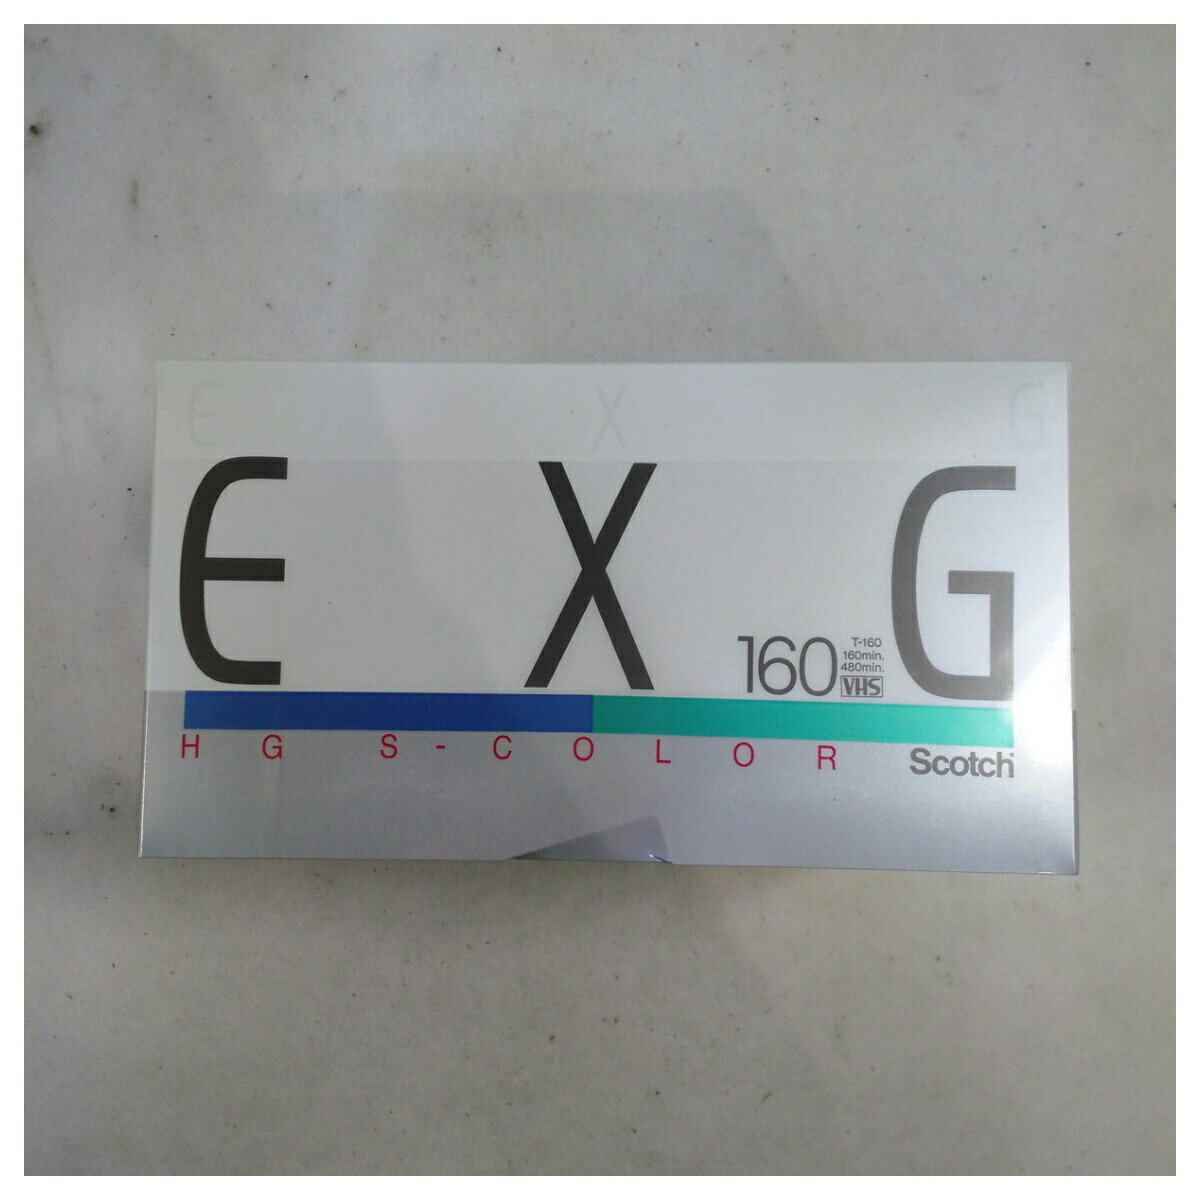 E X G
E X G
160
T-160
160min.
480min.
VHS
HG S-COLOR
Scotch